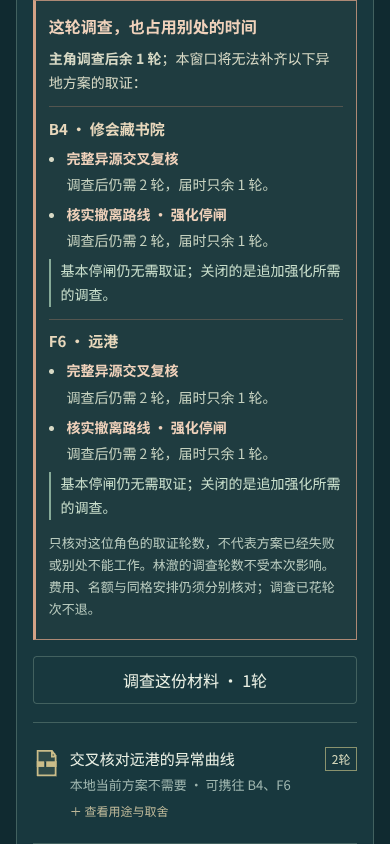 这轮调查，也占用别处的时间
主角调查后余 1 轮；本窗口将无法补齐以下异
地方案的取证：
B4 · 修会藏书院
• 完整异源交叉复核
调查后仍需 2 轮，届时只余 1 轮。
• 核实撤离路线 · 强化停闸
调查后仍需 2 轮，届时只余 1 轮。
基本停闸仍无需取证；关闭的是追加强化所需
的调查。
F6 · 远港
• 完整异源交叉复核
调查后仍需 2 轮，届时只余 1 轮。
• 核实撤离路线 · 强化停闸
调查后仍需 2 轮，届时只余 1 轮。
基本停闸仍无需取证；关闭的是追加强化所需
的调查。
只核对这位角色的取证轮数，不代表方案已经失败
或别处不能工作。林澈的调查轮数不受本次影响。
费用、名额与同格安排仍须分别核对；调查已花轮
次不退。
调查这份材料 · 1轮
交叉核对远港的异常曲线
2轮
本地当前方案不需要 · 可携往 B4、F6
＋ 查看用途与取舍